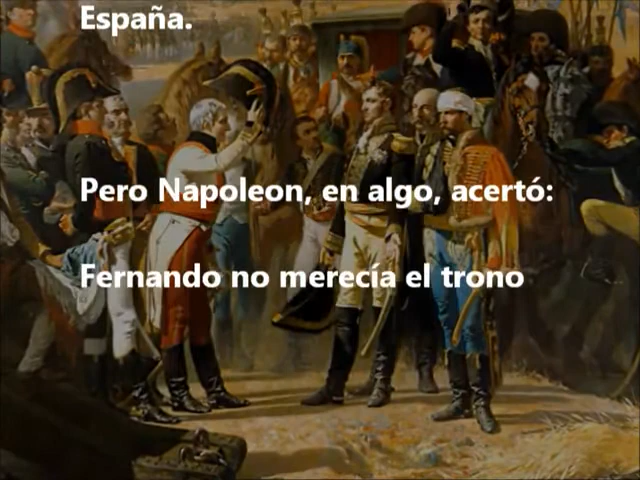 España.
Pero Napoleon, en algo, acertó:
Fernando no merecía el trono